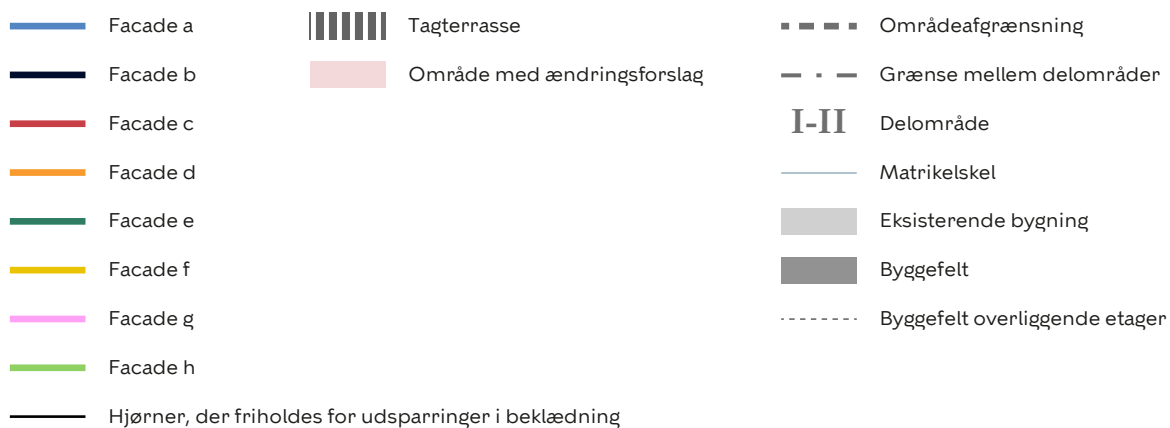 Facade a
Facade b
Facade c
Facade d
Facade e
Facade f
Facade g
Facade h
Hjørner, der friholdes for udsparringer i beklædning
Tagterrasse
Område med ændringsforslag
Områdeafgrænsning
Grænse mellem delområder
I-II Delområde
Matrikelskel
Eksisterende bygning
Byggefelt
Byggefelt overliggende etager